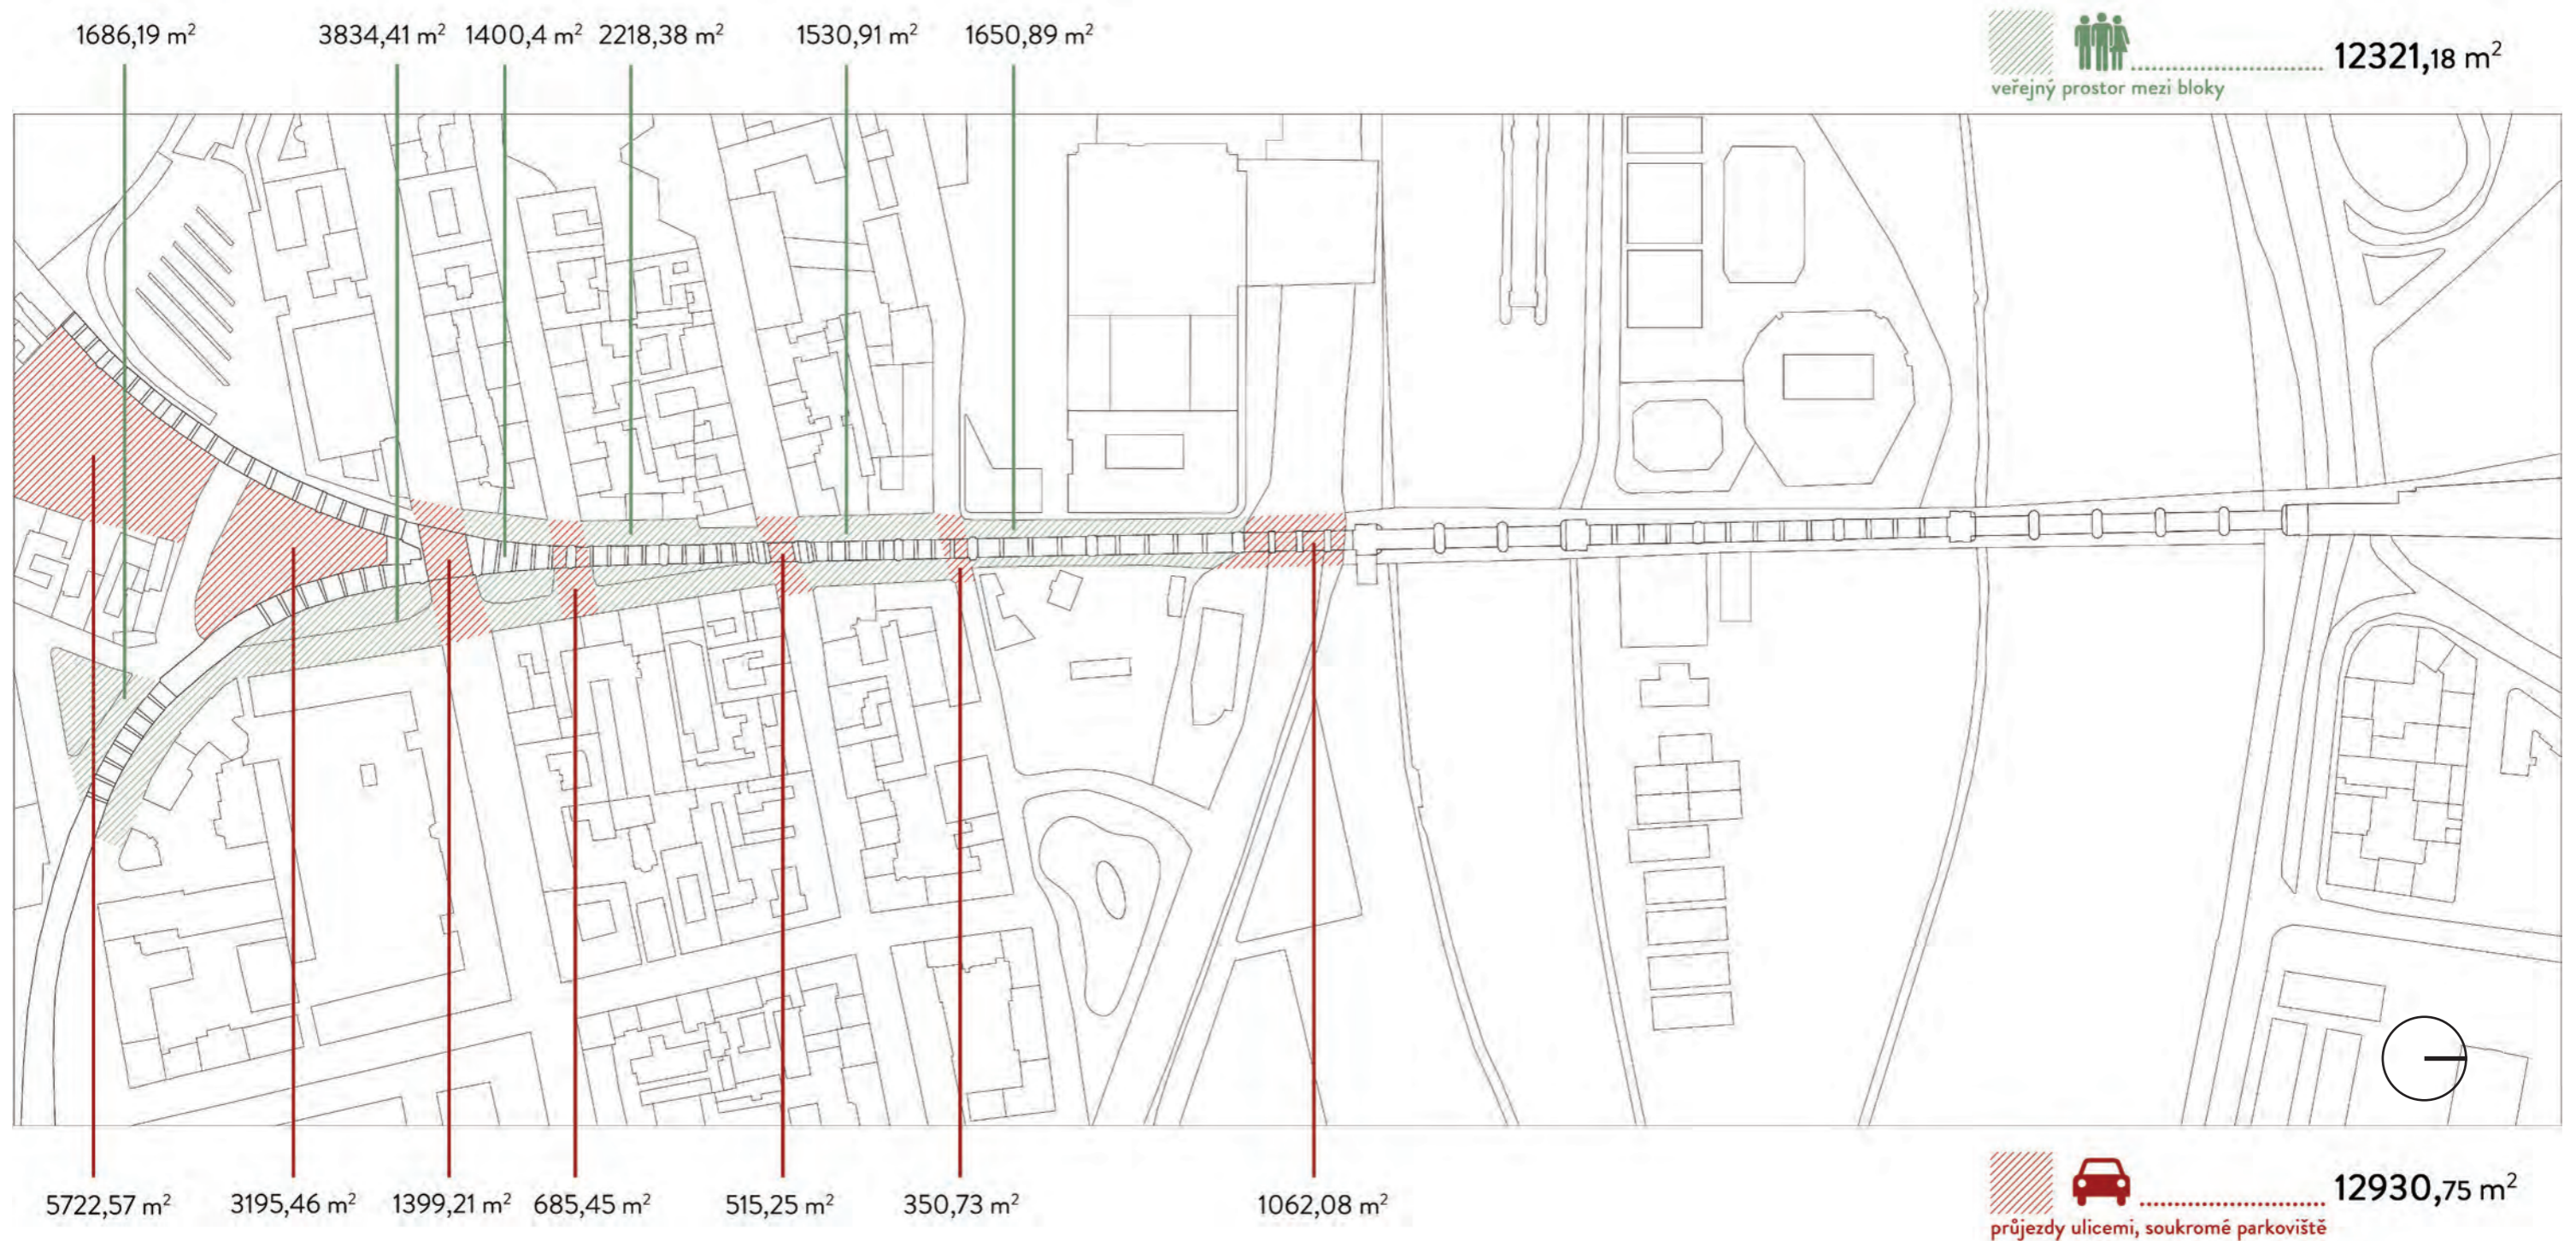 1686,19 m²
3834,41 m²
1400,4 m²
2218,38 m²
1530,91 m²
1650,89 m²
12321,18 m²
veřejný prostor mezi bloky
5722,57 m²
3195,46 m²
1399,21 m²
685,45 m²
515,25 m²
350,73 m²
1062,08 m²
12930,75 m²
průjezdy ulicemi, soukromé parkoviště